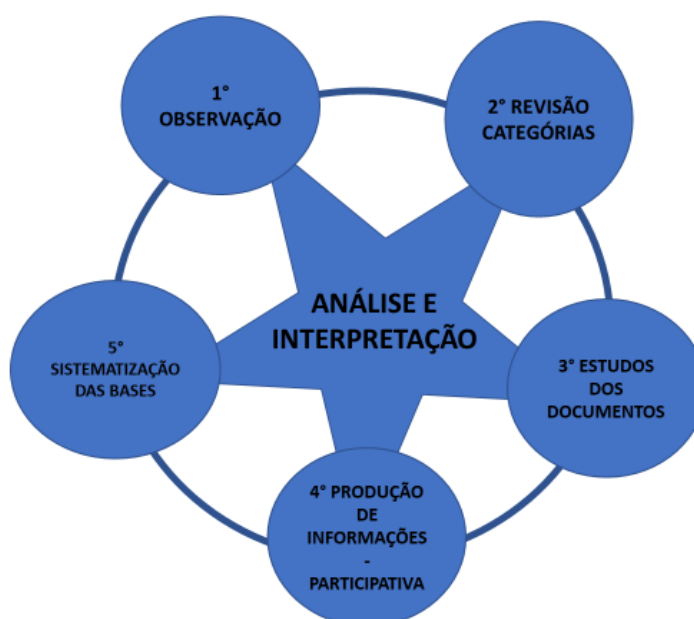 1°
OBSERVAÇÃO
2° REVISÃO
CATEGÓRIAS
ANÁLISE E
INTERPRETAÇÃO
3° ESTUDOS
DOS
DOCUMENTOS
4° PRODUÇÃO
DE
INFORMAÇÕES
-
PARTICIPATIVA
5°
SISTEMATIZAÇÃO
DAS BASES